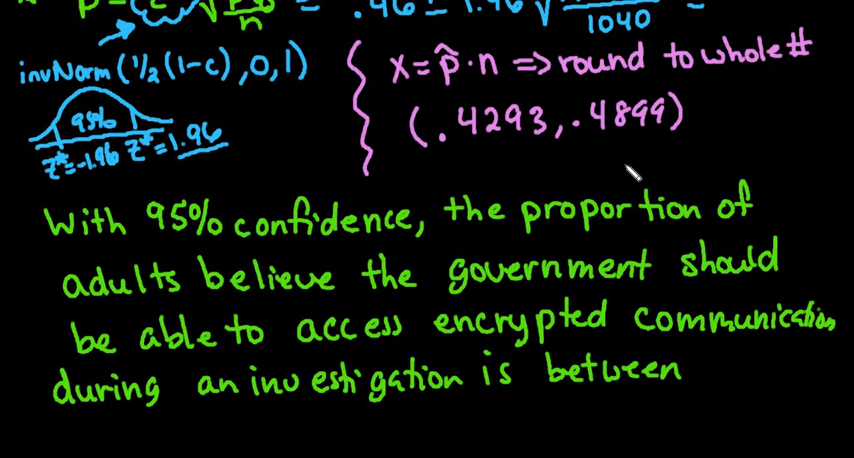 = .46 ± 1.96 √ =
n
1040
invNorm (1/2 (1-c) , 0, 1)
x = p̂ · n => round to whole #
95%
(.4293, .4899)
z* = -1.96 z* = 1.96
With 95% confidence, the proportion of
adults believe the government should
be able to access encrypted communication
during an investigation is between